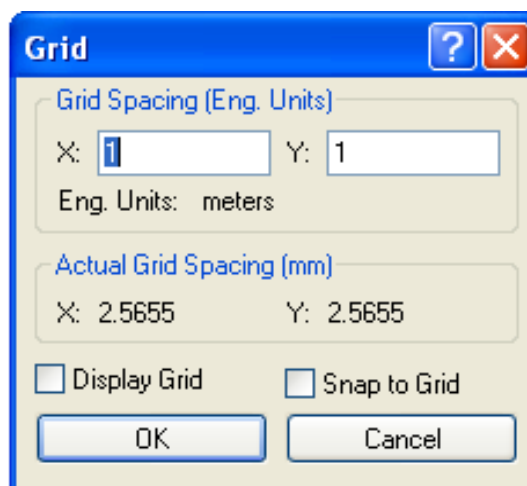 Grid ?
Grid Spacing (Eng. Units)
X: 1 Y: 1
Eng. Units: meters
Actual Grid Spacing (mm)
X: 2.5655 Y: 2.5655
Display Grid Snap to Grid
OK Cancel